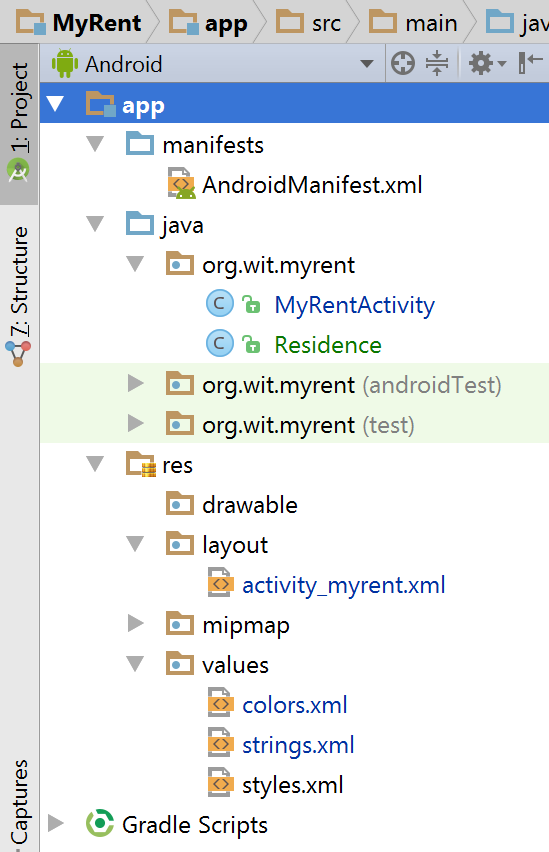 MyRent app src main jav
Android
1: Project
app
manifests
AndroidManifest.xml
java
7: Structure
org.wit.myrent
C MyRentActivity
C Residence
org.wit.myrent (androidTest)
org.wit.myrent (test)
res
drawable
layout
activity_myrent.xml
mipmap
values
colors.xml
strings.xml
styles.xml
Captures
Gradle Scripts